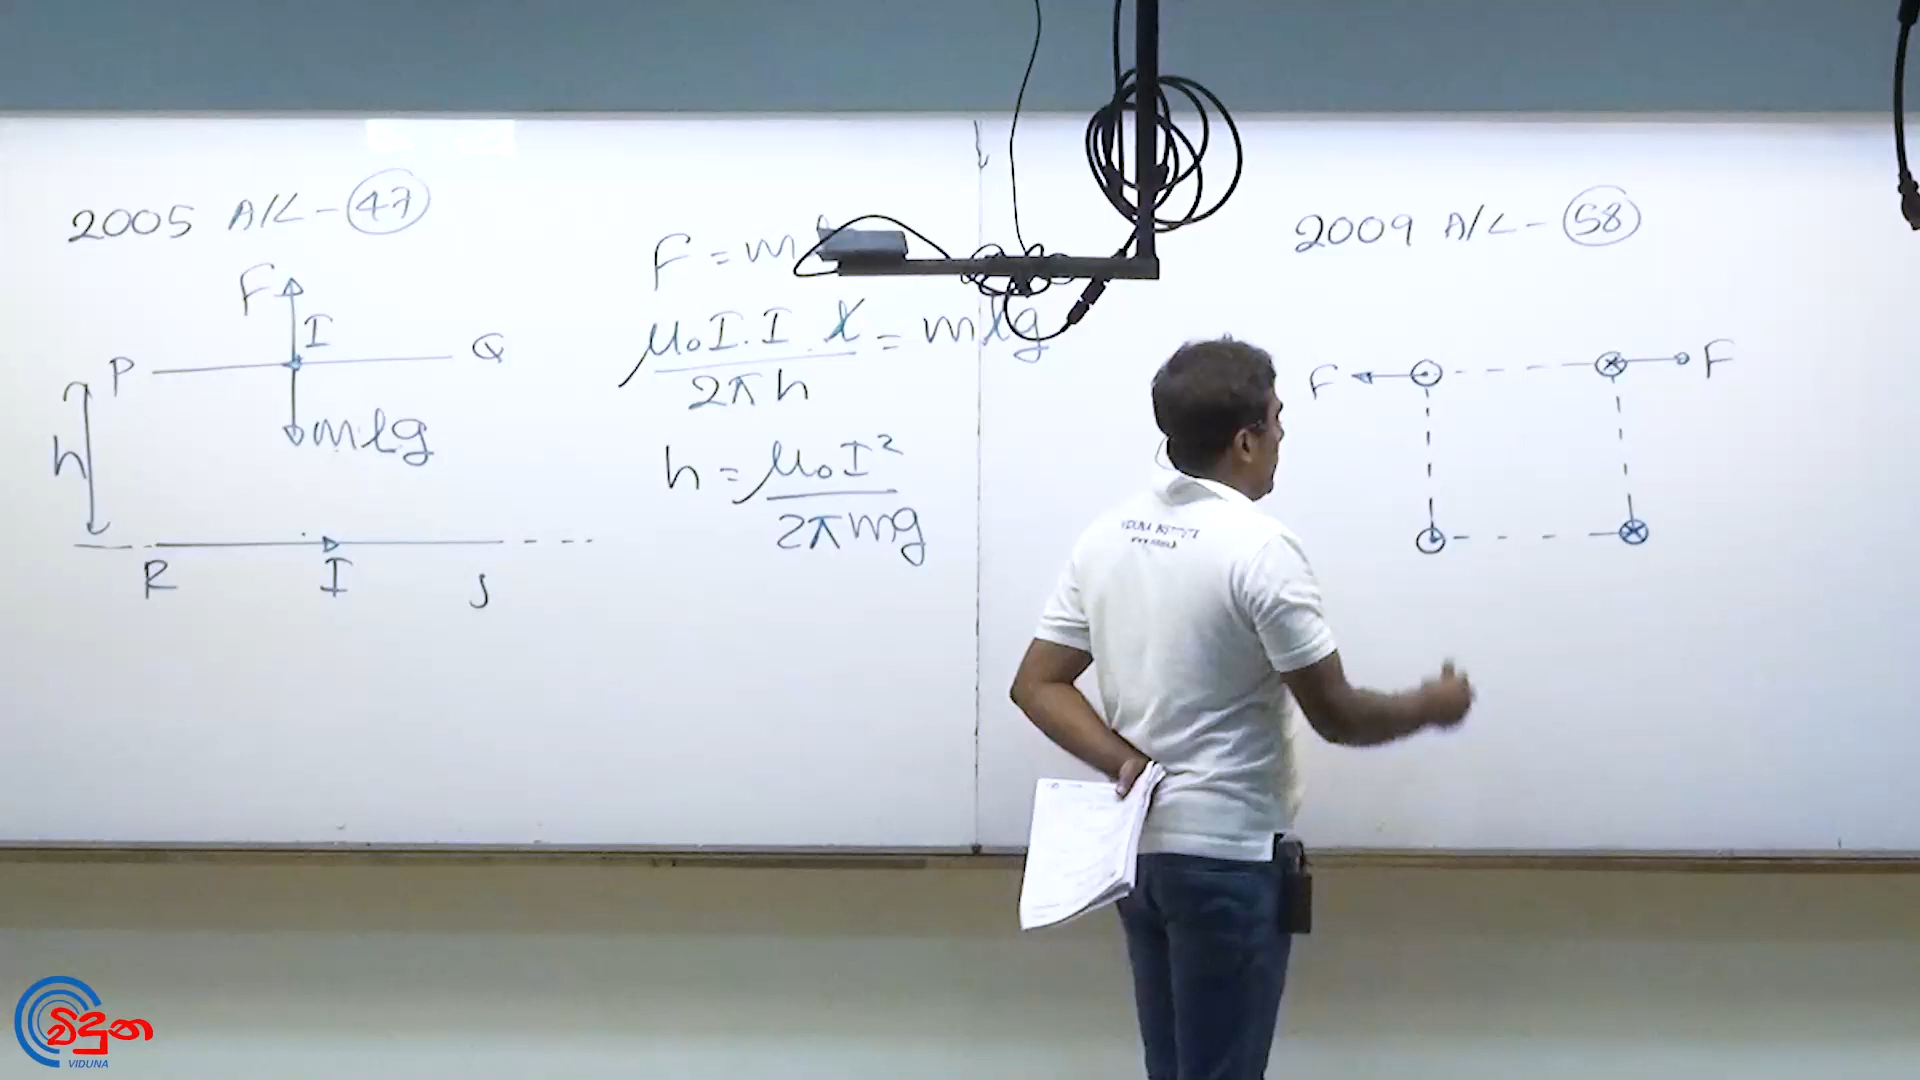 2005 A/L - 47
F
I
P Q
mlg
h
R I S
F = m
μ₀I.I.l / 2πh = mlg
h = μ₀I² / 2πmg
2009 A/L - 58
F F
විදුන
VIDUNA